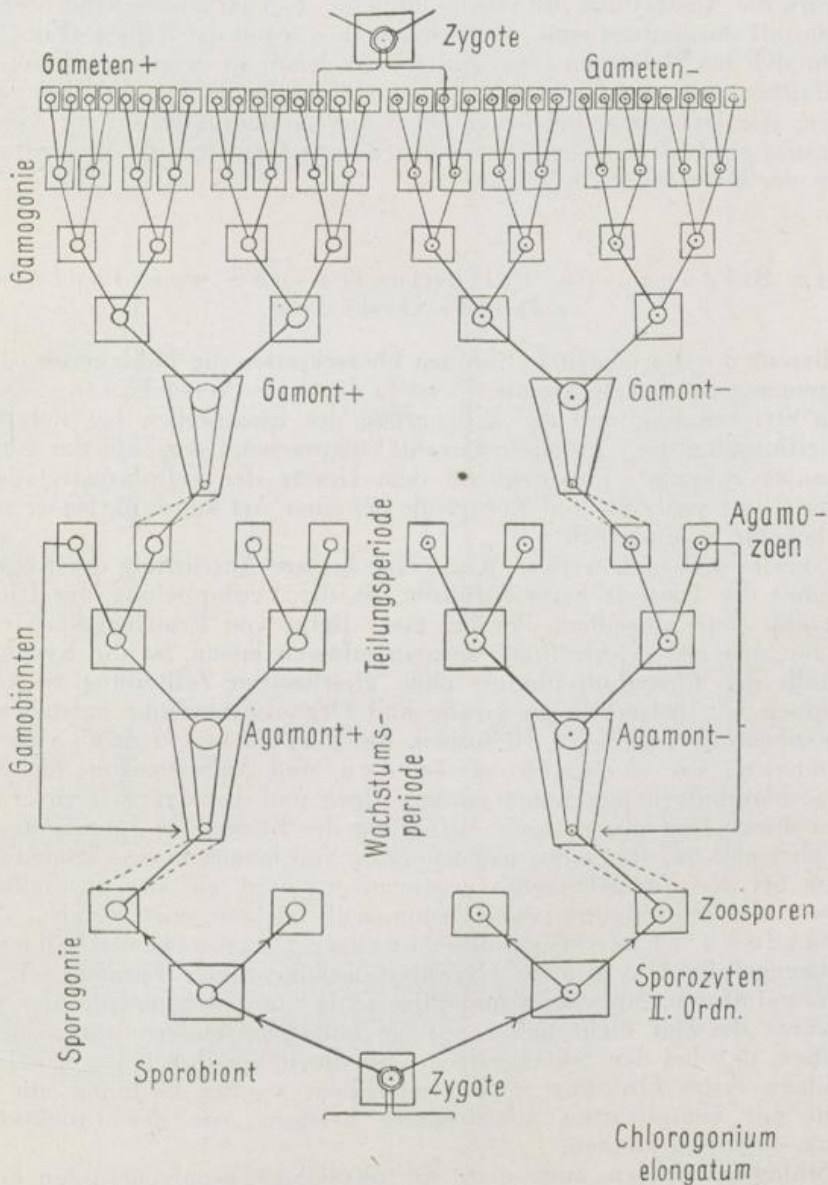 Zygote
Gameten+
Gameten-
Gamogonie
Gamont+
Gamont-
Agamo-
zoen
Teilungsperiode
Gamobionten
Agamont+
Agamont-
Wachstums-
periode
Zoosporen
Sporogonie
Sporozyten
II. Ordn.
Sporobiont
Zygote
Chlorogonium
elongatum